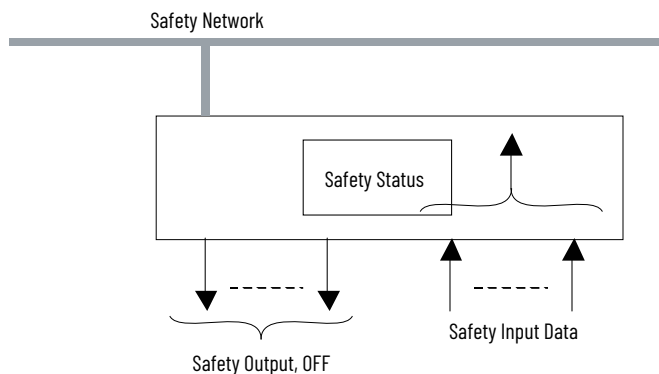 Safety Network
Safety Status
Safety Input Data
Safety Output, OFF